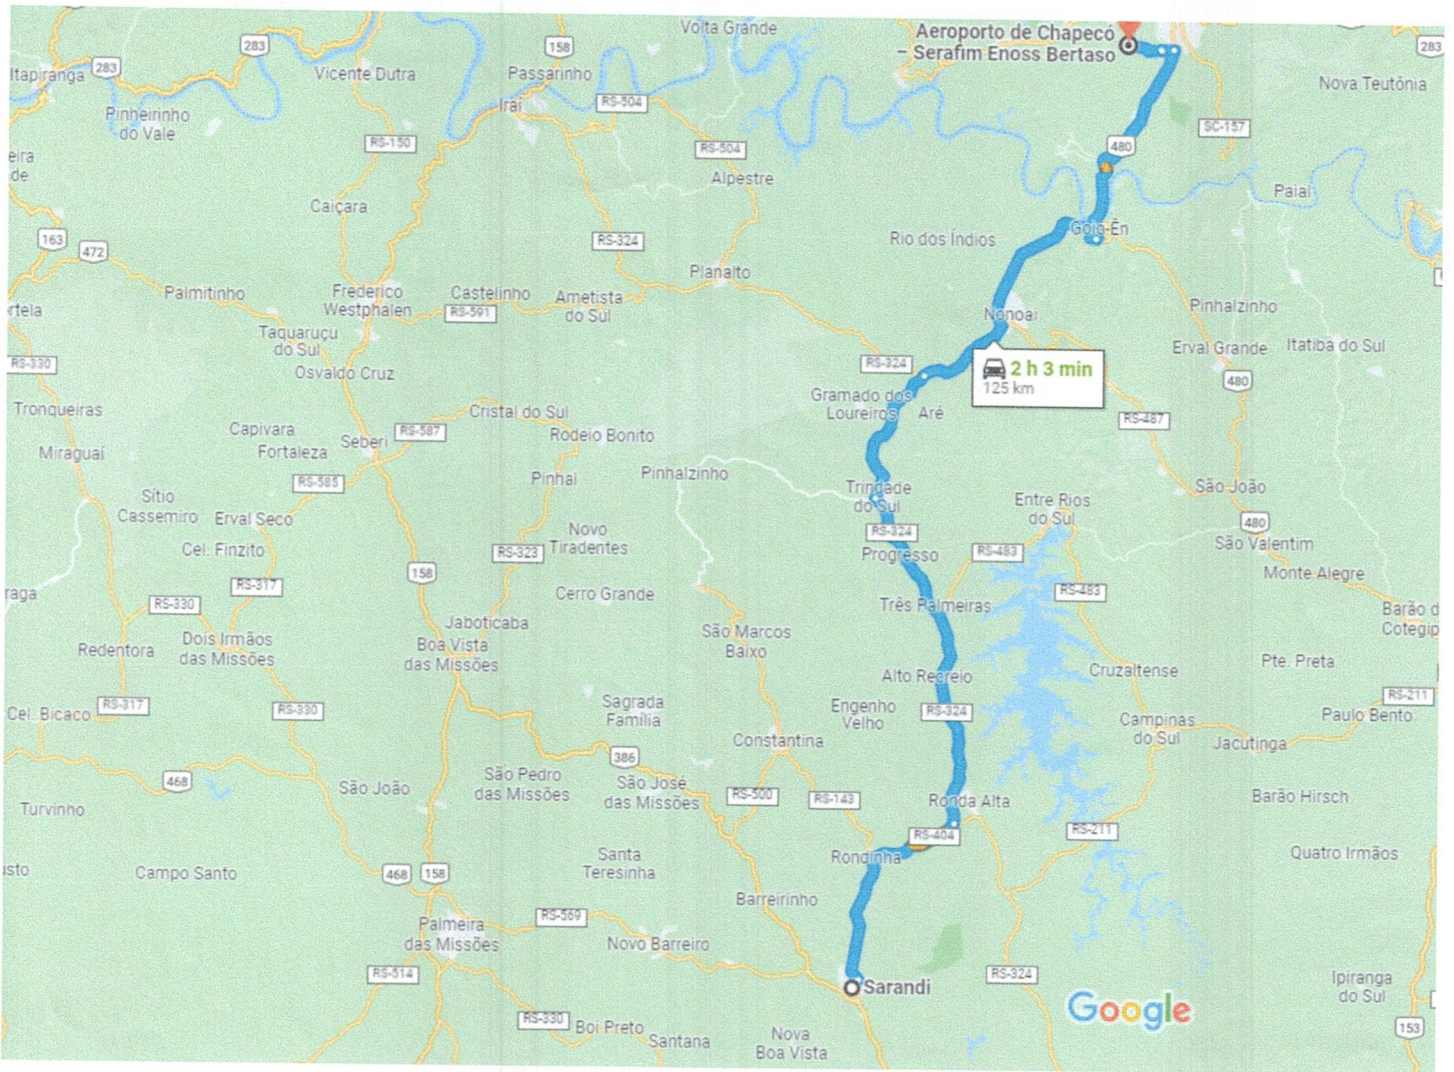 Volta Grande
Aeroporto de Chapecó
– Serafim Enoss Bertaso
283
158
Itapiranga
283
Vicente Dutra
Passarinho
283
Nova Teutônia
Iraí
RS-504
Pinheirinho
do Vale
SC-157
RS-150
RS-504
480
eira
de
Alpestre
Paial
Caiçara
163
472
RS-324
Rio dos Índios
Goio-Ên
Planalto
Palmitinho
Frederico
Westphalen
Castelinho
RS-591
Ametista
do Sul
Nonoai
Pinhalzinho
rtela
Taquaruçu
do Sul
Erval Grande
Itatiba do Sul
RS-330
Osvaldo Cruz
RS-324
2 h 3 min
125 km
480
Tronqueiras
Cristal do Sul
Gramado dos
Loureiros
Aré
RS-487
Capivara
RS-587
Rodeio Bonito
Miraguaí
Fortaleza
Seberi
Pinhal
Pinhalzinho
RS-585
Trindade
do Sul
Entre Rios
do Sul
São João
Sítio
Cassemiro
Erval Seco
480
Novo
Tiradentes
RS-324
Cel. Finzito
RS-323
Progresso
RS-483
São Valentim
158
Monte Alegre
raga
RS-317
Cerro Grande
RS-483
RS-330
Três Palmeiras
Barão d
Cotegip
Jaboticaba
São Marcos
Baixo
Redentora
Dois Irmãos
das Missões
Boa Vista
das Missões
Pte. Preta
Alto Recreio
Cruzaltense
RS-317
RS-330
Sagrada
Família
Engenho
Velho
RS-324
RS-211
Cel. Bicaco
Paulo Bento
Campinas
do Sul
Jacutinga
Constantina
386
468
São João
São Pedro
das Missões
São José
das Missões
RS-500
RS-143
Ronda Alta
Barão Hirsch
Turvinho
RS-404
RS-211
Rondinha
Quatro Irmãos
usto
Campo Santo
468
158
Santa
Teresinha
Barreirinho
Palmeira
das Missões
RS-569
Novo Barreiro
RS-514
Sarandi
RS-324
Ipiranga
do Sul
Google
RS-330
Boi Preto
Santana
Nova
Boa Vista
153